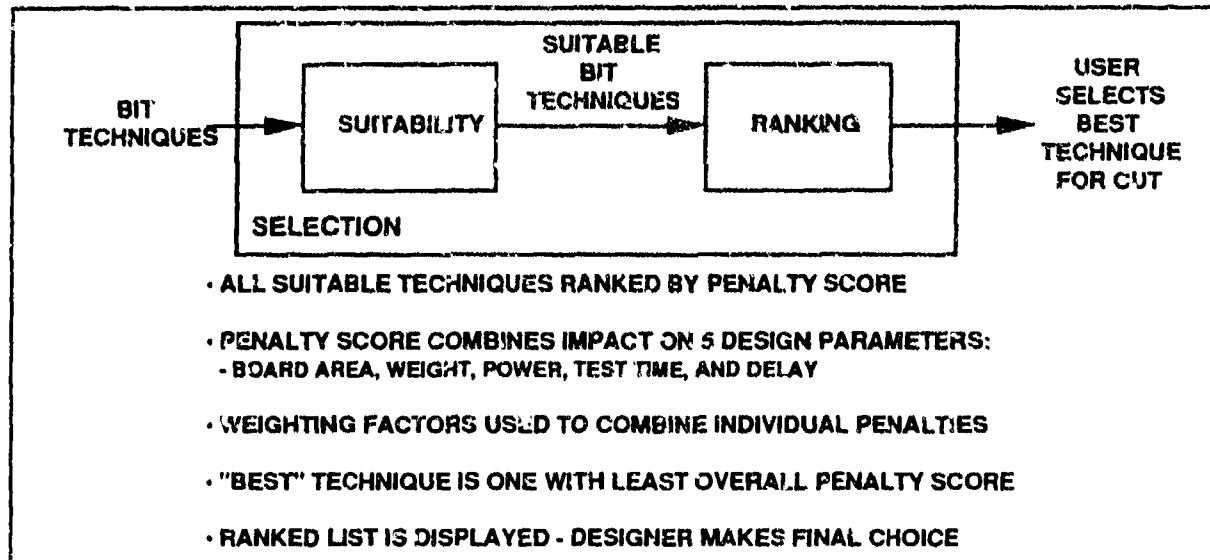 BIT
TECHNIQUES
SUITABILITY
SUITABLE
BIT
TECHNIQUES
RANKING
USER
SELECTS
BEST
TECHNIQUE
FOR CUT
SELECTION
· ALL SUITABLE TECHNIQUES RANKED BY PENALTY SCORE
· PENALTY SCORE COMBINES IMPACT ON 5 DESIGN PARAMETERS:
- BOARD AREA, WEIGHT, POWER, TEST TIME, AND DELAY
· WEIGHTING FACTORS USED TO COMBINE INDIVIDUAL PENALTIES
· "BEST" TECHNIQUE IS ONE WITH LEAST OVERALL PENALTY SCORE
· RANKED LIST IS DISPLAYED - DESIGNER MAKES FINAL CHOICE